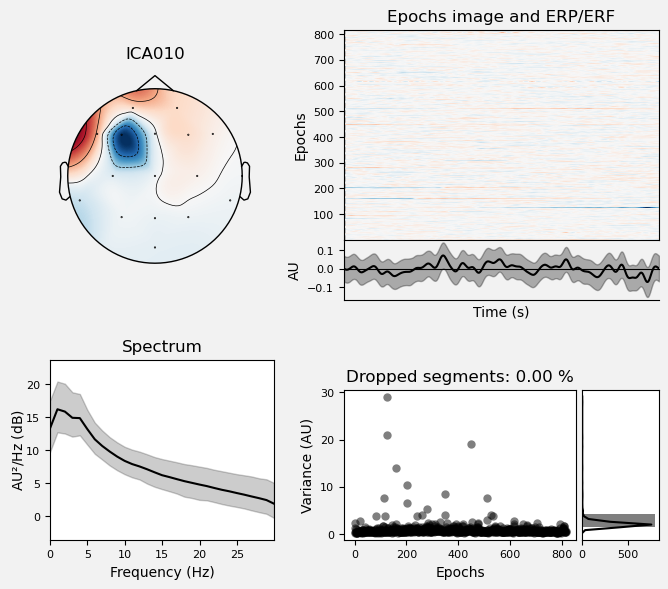 ICA010
Epochs image and ERP/ERF
Epochs
800
700
600
500
400
300
200
100
AU
0.1
0.0
−0.1
Time (s)
Spectrum
AU²/Hz (dB)
20
15
10
5
0
0 5 10 15 20 25
Frequency (Hz)
Dropped segments: 0.00 %
Variance (AU)
30
20
10
0
0 200 400 600 800
Epochs
0 500